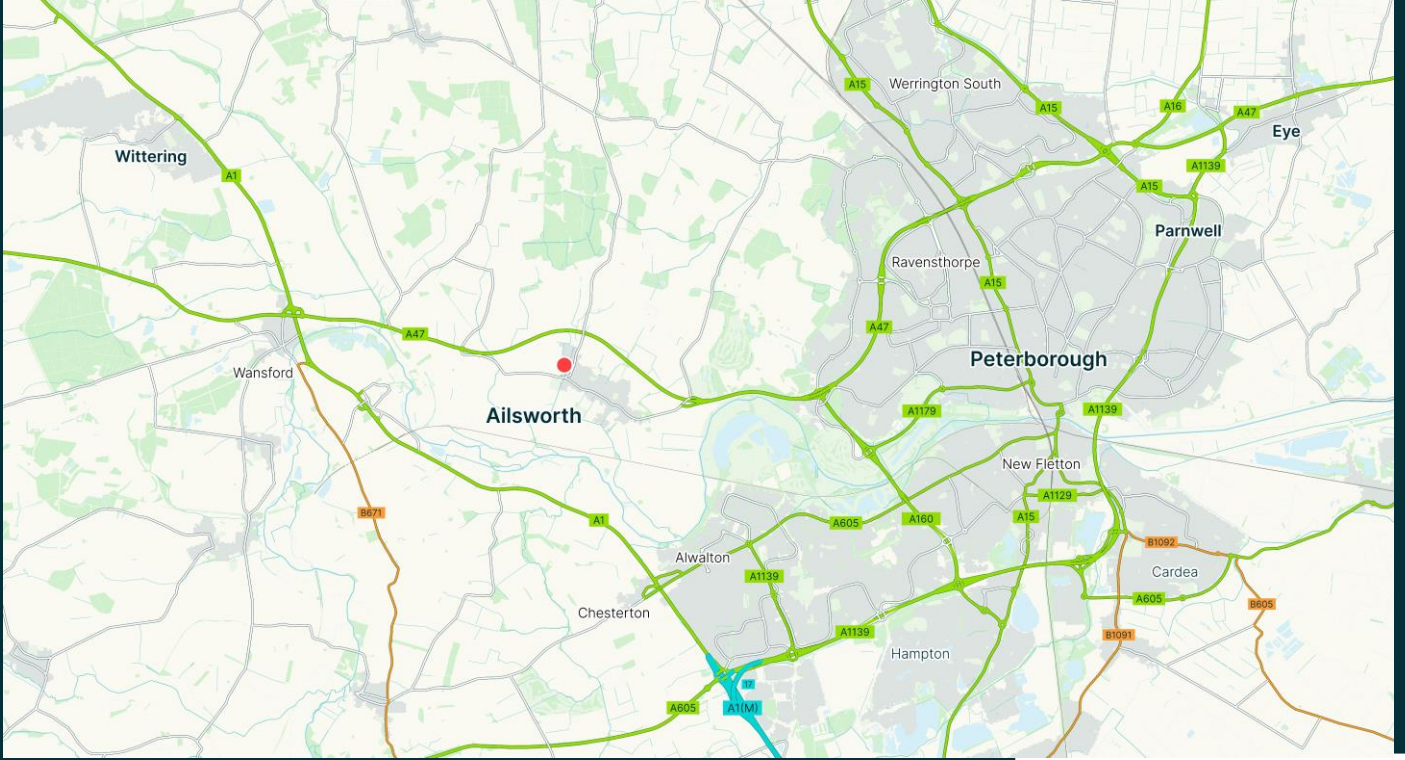 A15
Werrington South
A15
A16
A47
Eye
Wittering
A1
A1139
A15
Parnwell
Ravensthorpe
A15
A47
A47
Peterborough
Wansford
Ailsworth
A1179
A1139
New Fletton
A1129
B671
A1
A605
A160
A15
B1092
Alwalton
Cardea
A1139
A605
B605
Chesterton
A1139
B1091
Hampton
17
A605
A1(M)